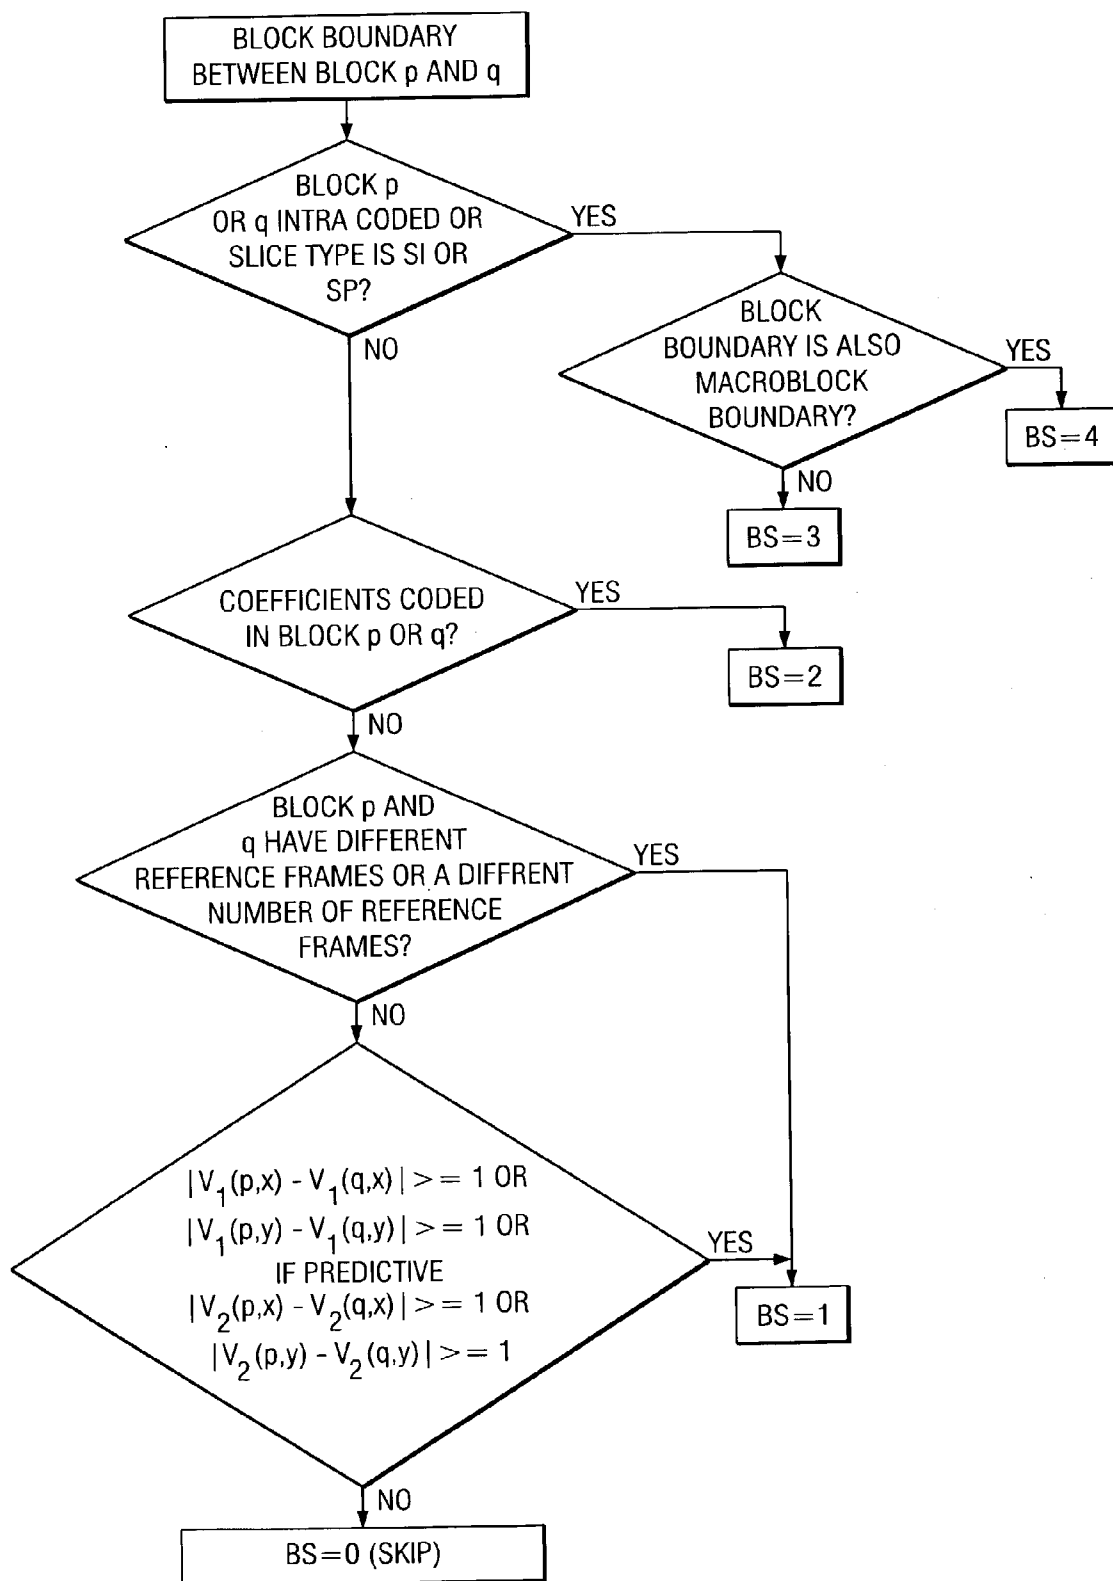 BLOCK BOUNDARY
BETWEEN BLOCK p AND q
BLOCK p
OR q INTRA CODED OR
SLICE TYPE IS SI OR
SP?
YES
NO
BLOCK
BOUNDARY IS ALSO
MACROBLOCK
BOUNDARY?
YES
BS=4
NO
BS=3
COEFFICIENTS CODED
IN BLOCK p OR q?
YES
BS=2
NO
BLOCK p AND
q HAVE DIFFERENT
REFERENCE FRAMES OR A DIFFRENT
NUMBER OF REFERENCE
FRAMES?
YES
NO
|V1(p,x) - V1(q,x)| >= 1 OR
|V1(p,y) - V1(q,y)| >= 1 OR
IF PREDICTIVE
|V2(p,x) - V2(q,x)| >= 1 OR
|V2(p,y) - V2(q,y)| >= 1
YES
BS=1
NO
BS=0 (SKIP)